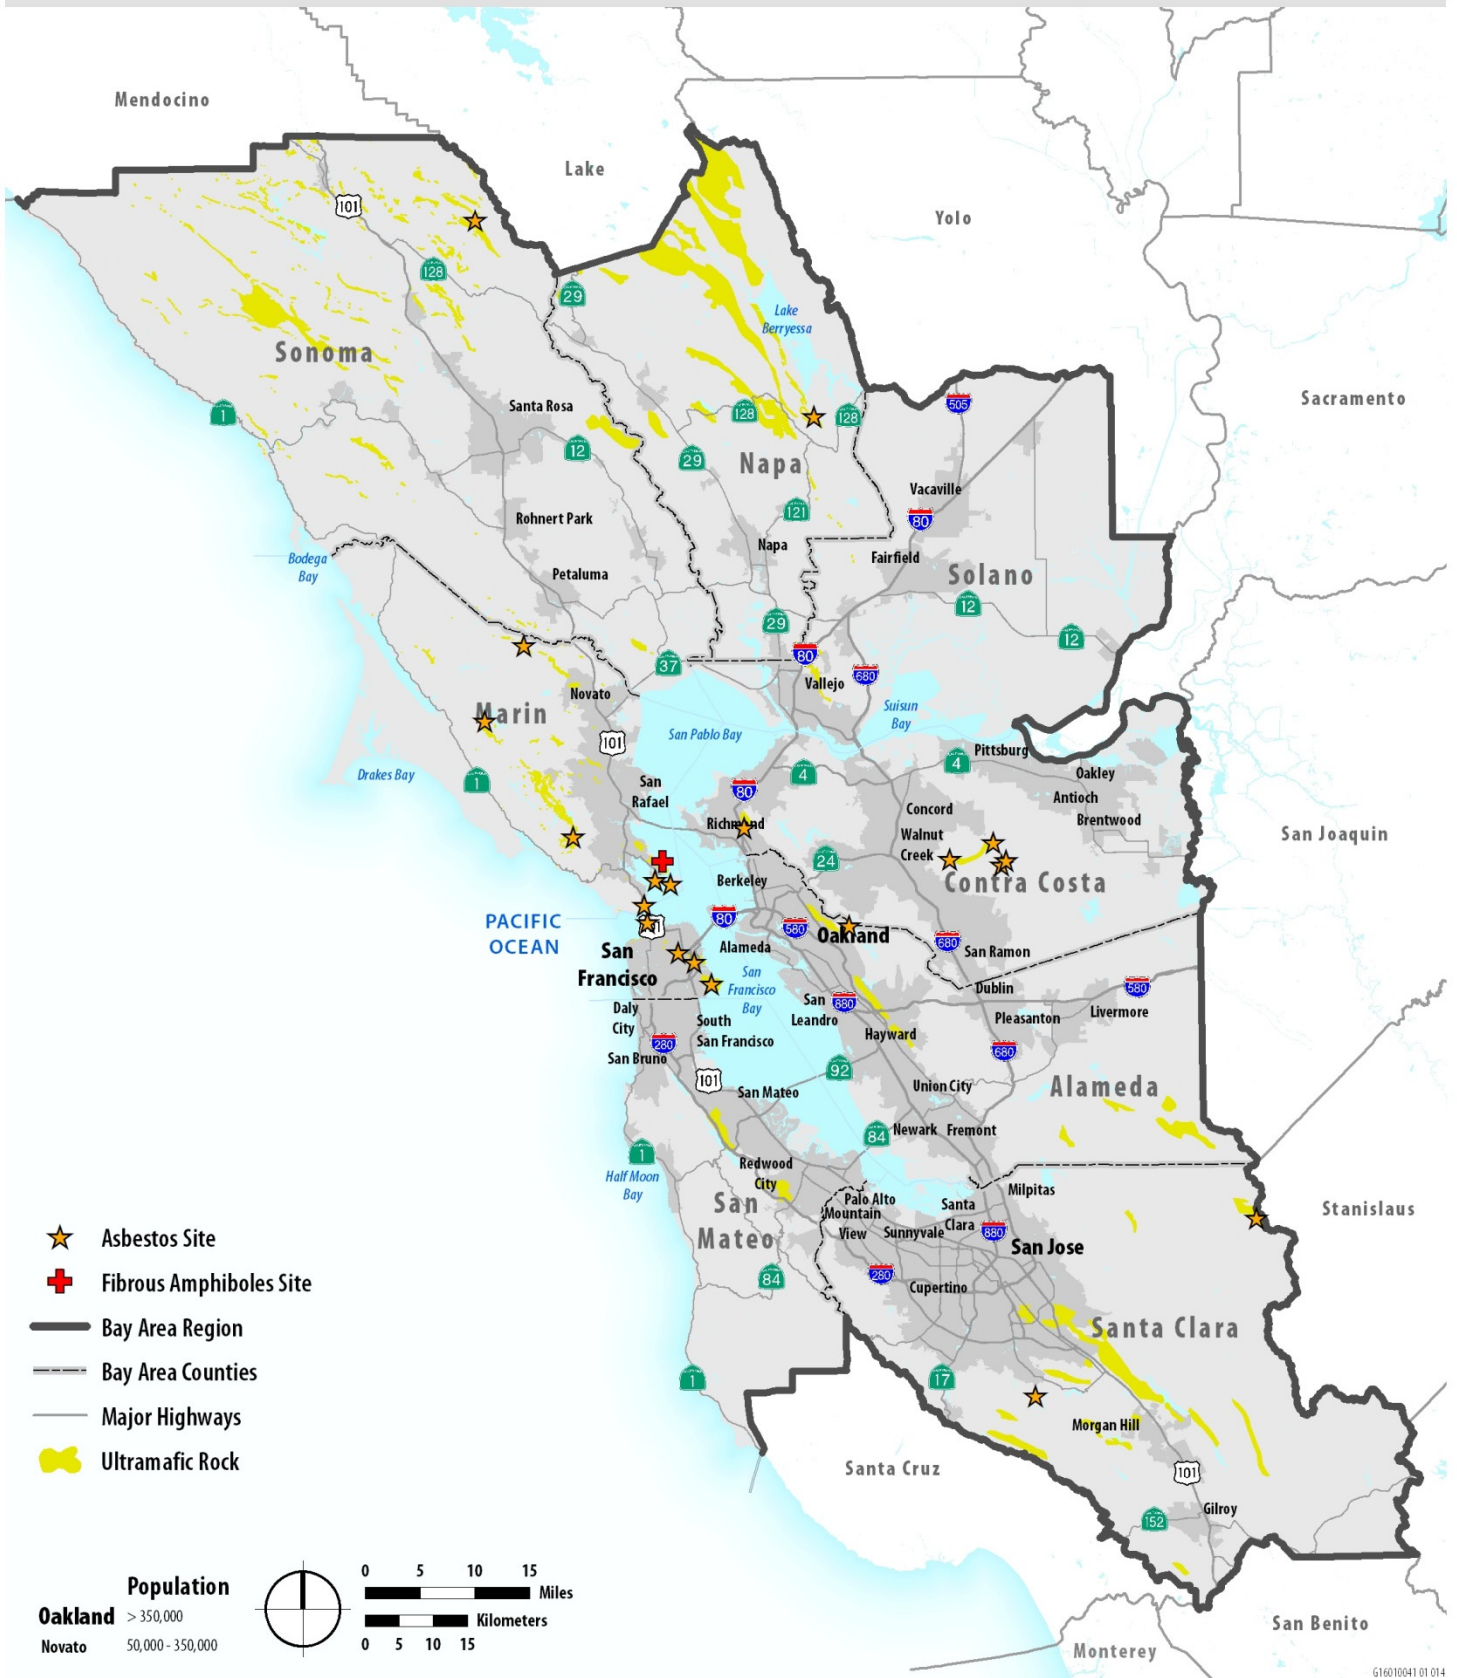 Mendocino
Lake
Yolo
101
128
29
Lake
Berryessa
Sonoma
Sacramento
1
Santa Rosa
128
128
505
12
29
Napa
Vacaville
80
121
Rohnert Park
Napa
Fairfield
Bodega
Bay
Petaluma
Solano
12
29
12
37
80
680
Vallejo
Novato
Marin
Suisun
Bay
San Pablo Bay
101
Pittsburg
4
4
Drakes Bay
1
San
Rafael
80
Oakley
Antioch
Brentwood
Concord
Richmond
Walnut
Creek
San Joaquin
24
Berkeley
Contra Costa
PACIFIC
OCEAN
80
580
101
Oakland
Alameda
680
San Ramon
San
Francisco
San
Francisco
Bay
Dublin
580
San
Leandro
880
Daly
City
South
San Francisco
Hayward
Pleasanton
Livermore
280
San Bruno
680
92
101
San Mateo
Union City
Alameda
84
Newark
Fremont
1
Half Moon
Bay
Redwood
City
Milpitas
San
Mateo
Palo Alto
Mountain
View
Sunnyvale
Santa
Clara
880
Stanislaus
San Jose
84
280
Cupertino
Santa Clara
1
17
Morgan Hill
Santa Cruz
101
152
Gilroy
San Benito
Monterey
Asbestos Site
Fibrous Amphiboles Site
Bay Area Region
Bay Area Counties
Major Highways
Ultramafic Rock
Population
Oakland > 350,000
Novato 50,000 - 350,000
0 5 10 15
Miles
Kilometers
0 5 10 15
G16010041 01 014